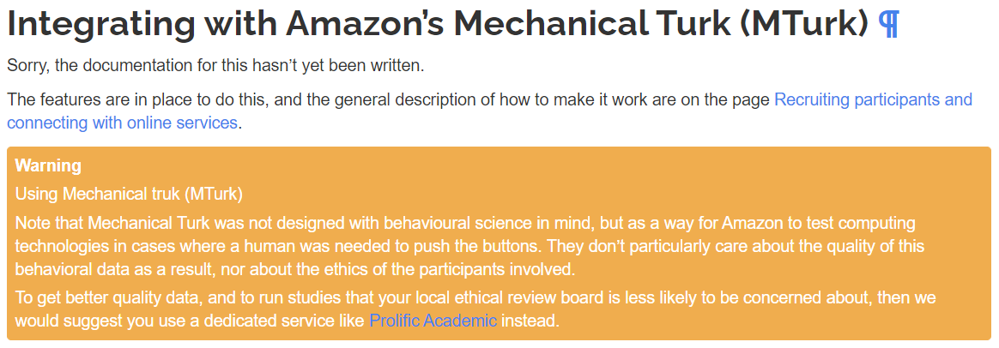 Integrating with Amazon’s Mechanical Turk (MTurk) ¶
Sorry, the documentation for this hasn’t yet been written.
The features are in place to do this, and the general description of how to make it work are on the page Recruiting participants and
connecting with online services.
Warning
Using Mechanical truk (MTurk)
Note that Mechanical Turk was not designed with behavioural science in mind, but as a way for Amazon to test computing
technologies in cases where a human was needed to push the buttons. They don’t particularly care about the quality of this
behavioral data as a result, nor about the ethics of the participants involved.
To get better quality data, and to run studies that your local ethical review board is less likely to be concerned about, then we
would suggest you use a dedicated service like Prolific Academic instead.